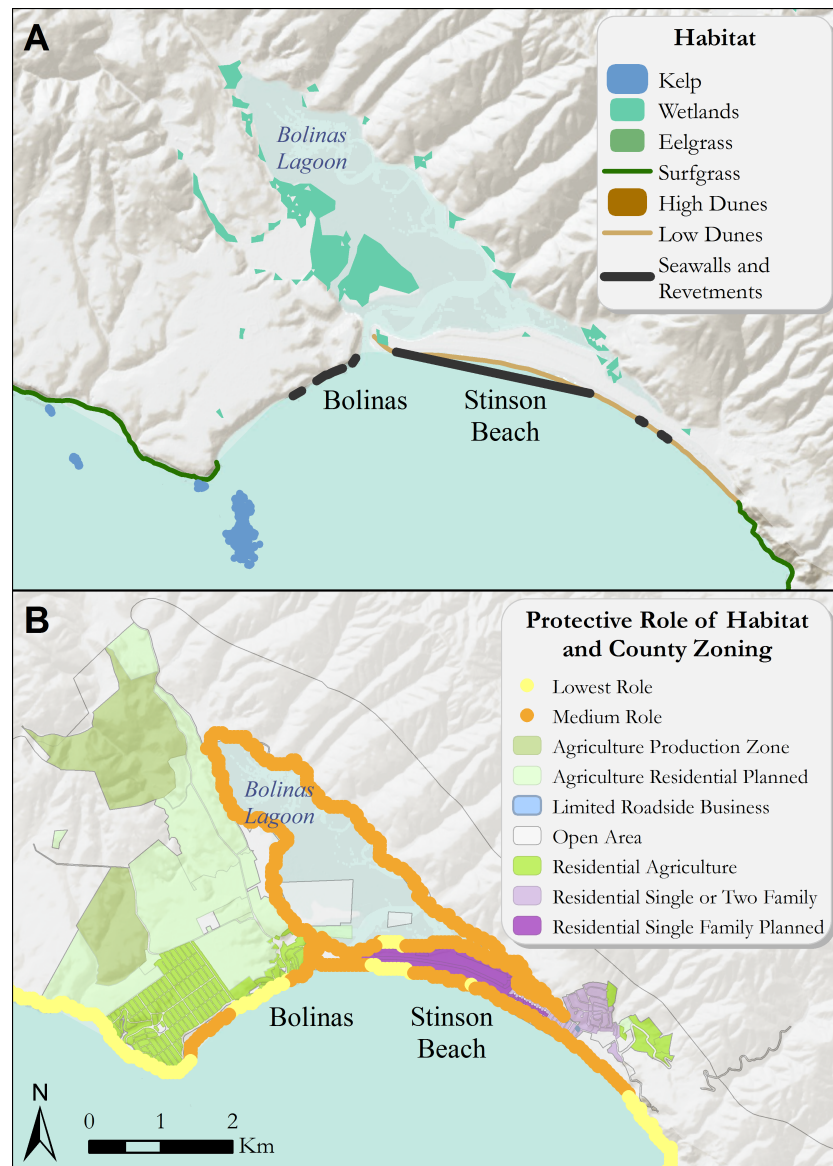 A
Habitat
Kelp
Wetlands
Eelgrass
Surfgrass
High Dunes
Low Dunes
Seawalls and
Revetments
Bolinas
Lagoon
Bolinas
Stinson
Beach
B
Protective Role of Habitat
and County Zoning
Lowest Role
Medium Role
Agriculture Production Zone
Agriculture Residential Planned
Limited Roadside Business
Open Area
Residential Agriculture
Residential Single or Two Family
Residential Single Family Planned
Bolinas
Lagoon
Bolinas
Stinson
Beach
N
0 1 2
Km